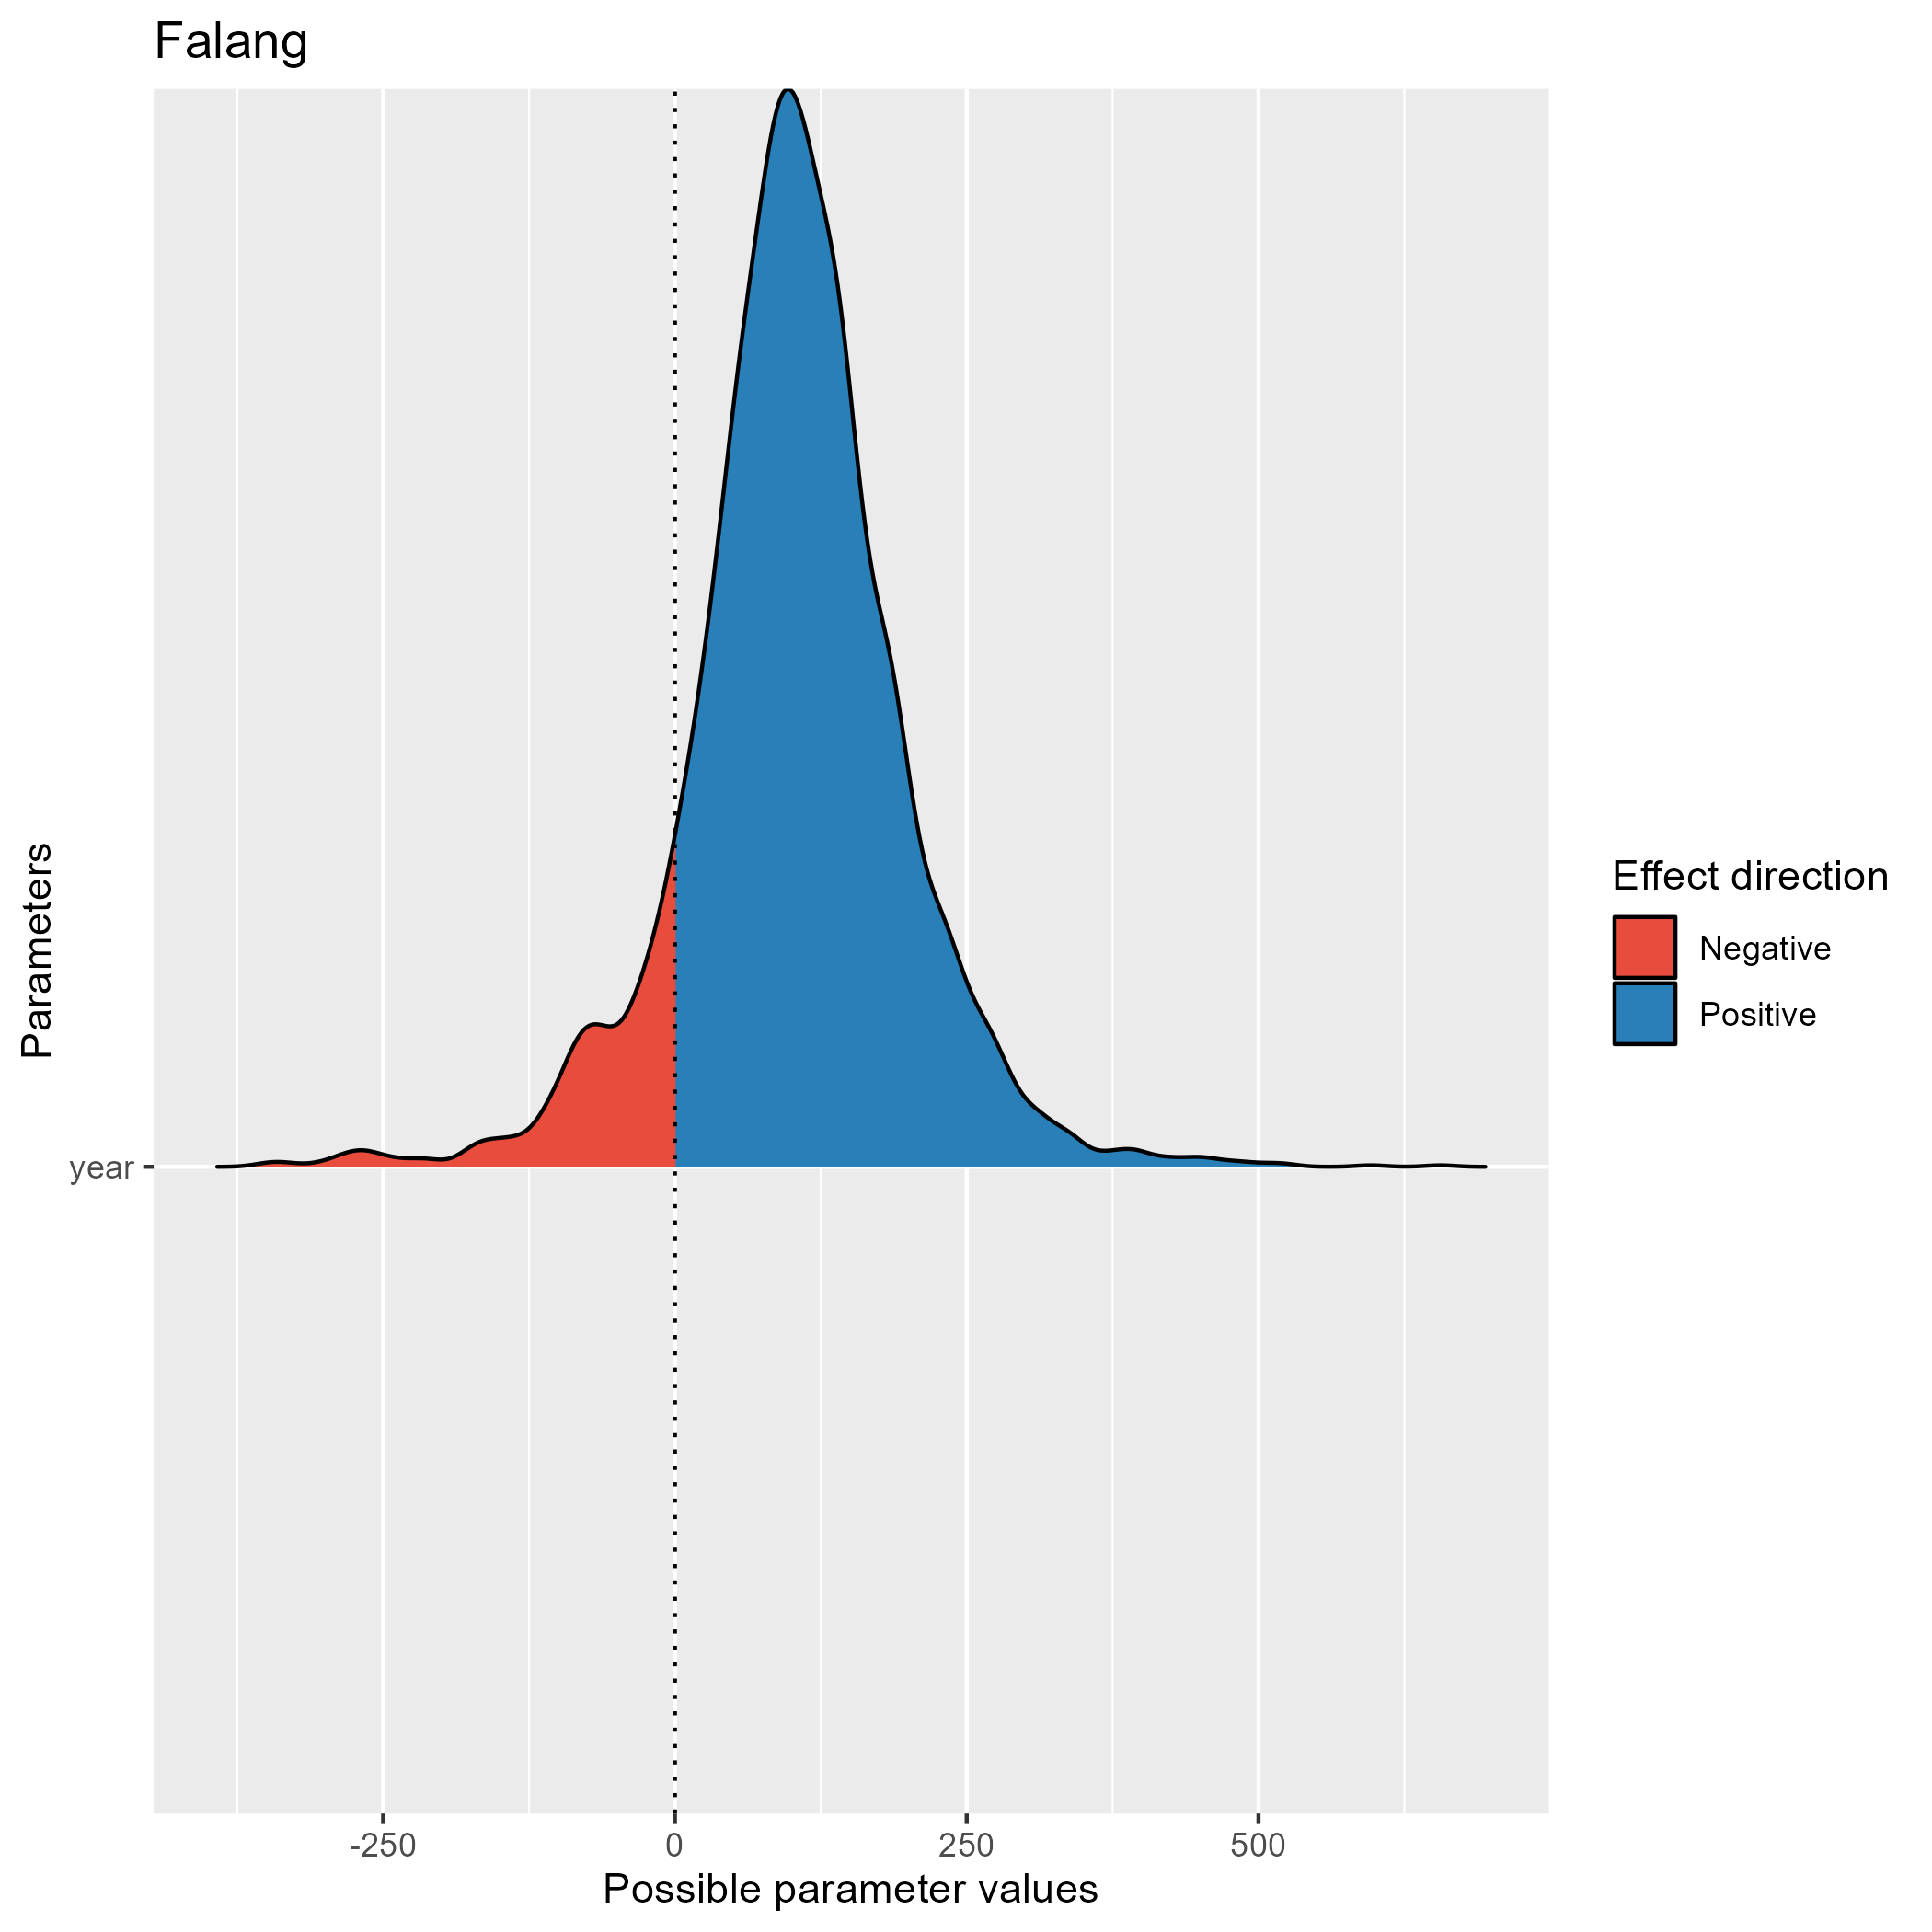 Falang
Parameters
year
-250
0
250
500
Possible parameter values
Effect direction
Negative
Positive